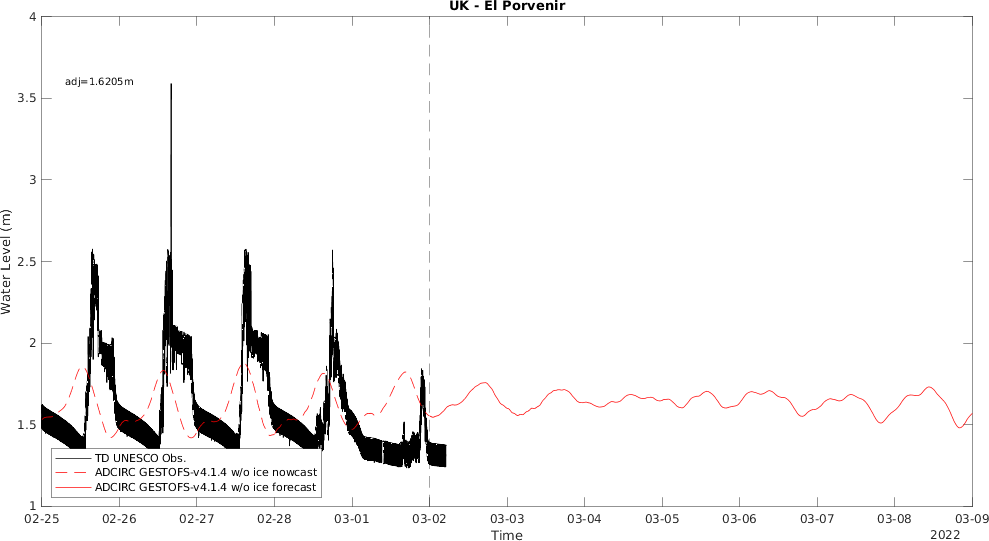 UK - El Porvenir
4
adj=1.6205m
3.5
3
2.5
2
1.5
1
Water Level (m)
TD UNESCO Obs.
ADCIRC GESTOFS-v4.1.4 w/o ice nowcast
ADCIRC GESTOFS-v4.1.4 w/o ice forecast
02-25 02-26 02-27 02-28 03-01 03-02 03-03 03-04 03-05 03-06 03-07 03-08 03-09
Time
2022